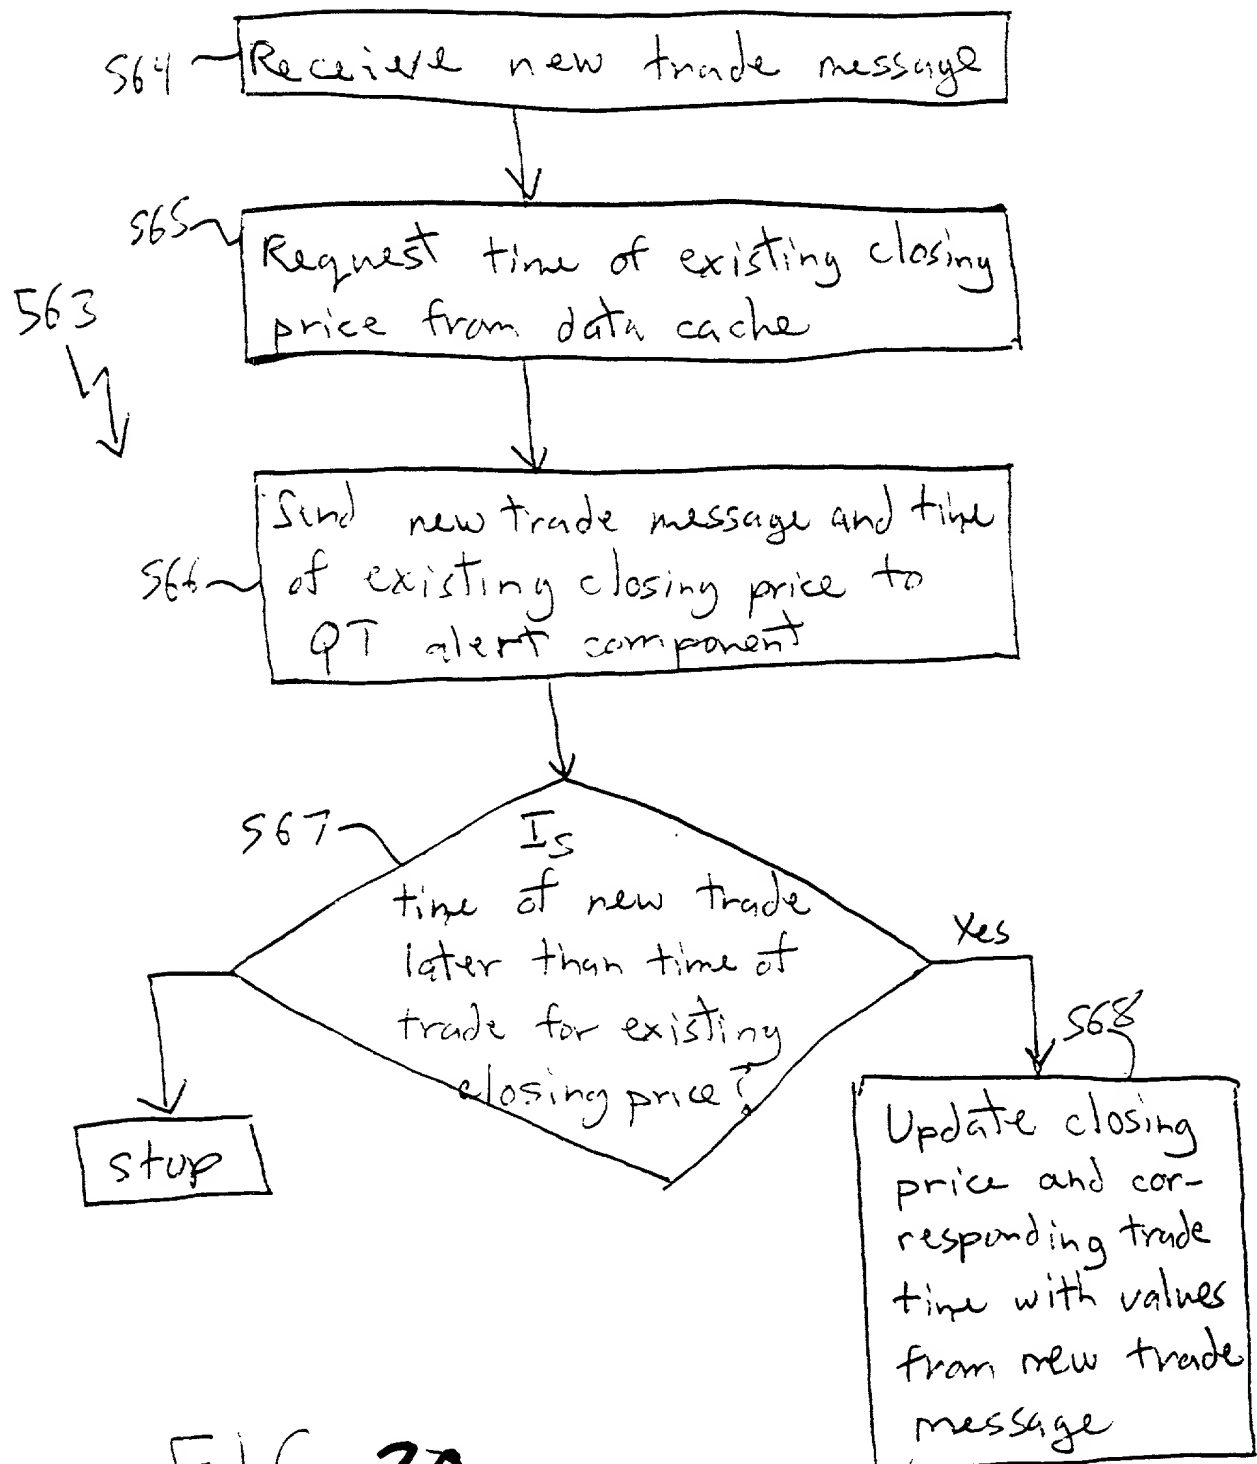 564
Receieve new trade message
565
Request time of existing closing
price from data cache
563
Send new trade message and time
566
of existing closing price to
QT alert component
567
Is
time of new trade
later than time of
trade for existing
closing price?
Yes
568
stop
Update closing
price and cor-
responding trade
time with values
from new trade
message
FIG